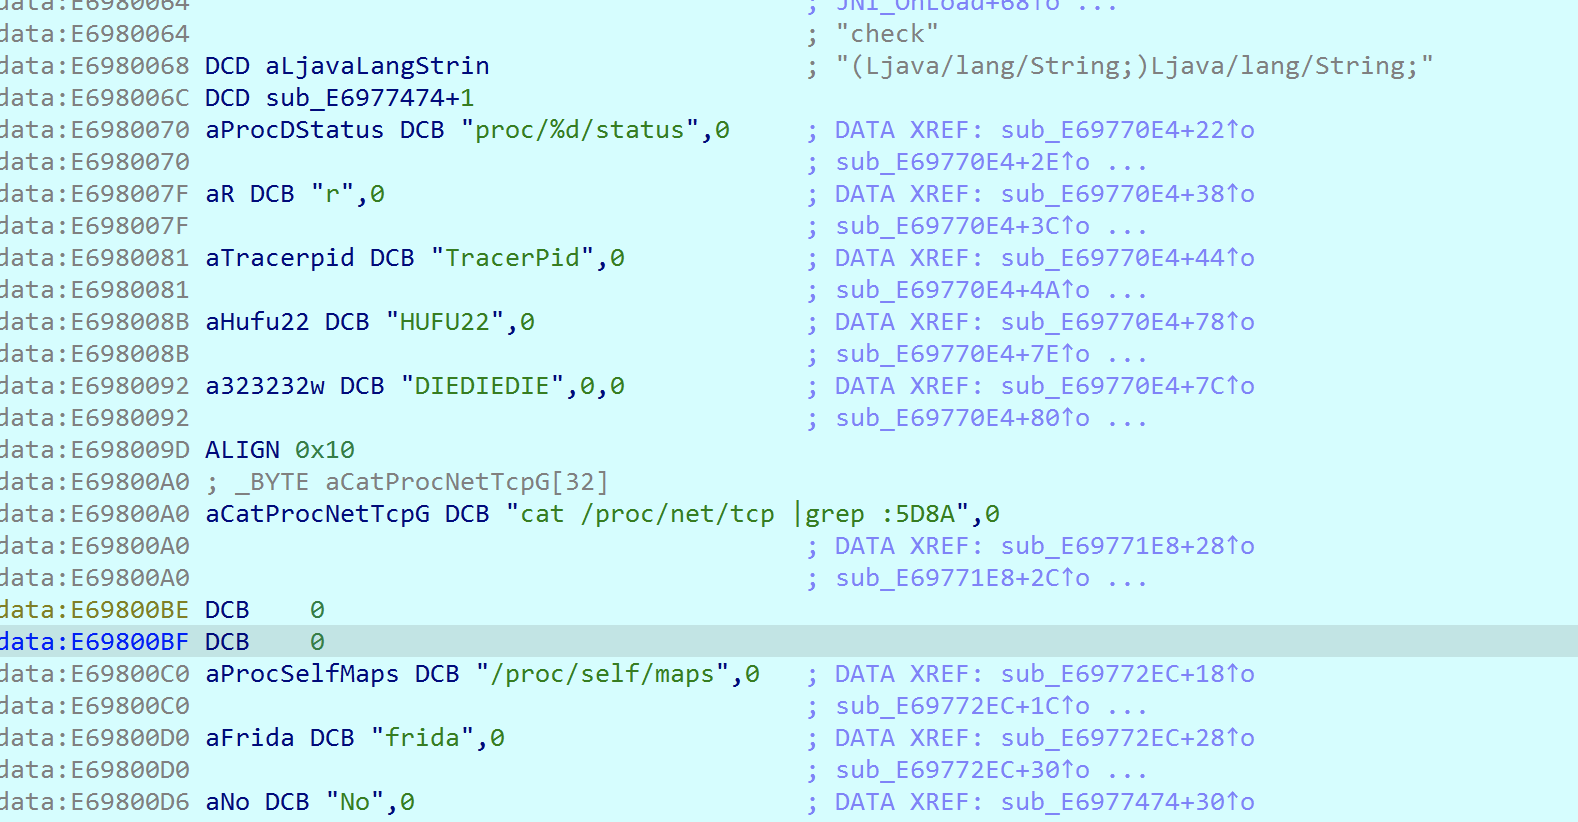 data:E6980064 ; JNI_OnLoad+68↑o ...
data:E6980064 ; "check"
data:E6980068 DCD aLjavaLangStrin ; "(Ljava/lang/String;)Ljava/lang/String;"
data:E698006C DCD sub_E6977474+1
data:E6980070 aProcDStatus DCB "proc/%d/status",0 ; DATA XREF: sub_E69770E4+22↑o
data:E6980070 ; sub_E69770E4+2E↑o ...
data:E698007F aR DCB "r",0 ; DATA XREF: sub_E69770E4+38↑o
data:E698007F ; sub_E69770E4+3C↑o ...
data:E6980081 aTracerpid DCB "TracerPid",0 ; DATA XREF: sub_E69770E4+44↑o
data:E6980081 ; sub_E69770E4+4A↑o ...
data:E698008B aHufu22 DCB "HUFU22",0 ; DATA XREF: sub_E69770E4+78↑o
data:E698008B ; sub_E69770E4+7E↑o ...
data:E6980092 a323232w DCB "DIEDIEDIE",0,0 ; DATA XREF: sub_E69770E4+7C↑o
data:E6980092 ; sub_E69770E4+80↑o ...
data:E698009D ALIGN 0x10
data:E69800A0 ; _BYTE aCatProcNetTcpG[32]
data:E69800A0 aCatProcNetTcpG DCB "cat /proc/net/tcp |grep :5D8A",0
data:E69800A0 ; DATA XREF: sub_E69771E8+28↑o
data:E69800A0 ; sub_E69771E8+2C↑o ...
data:E69800BE DCB 0
data:E69800BF DCB 0
data:E69800C0 aProcSelfMaps DCB "/proc/self/maps",0 ; DATA XREF: sub_E69772EC+18↑o
data:E69800C0 ; sub_E69772EC+1C↑o ...
data:E69800D0 aFrida DCB "frida",0 ; DATA XREF: sub_E69772EC+28↑o
data:E69800D0 ; sub_E69772EC+30↑o ...
data:E69800D6 aNo DCB "No",0 ; DATA XREF: sub_E6977474+30↑o